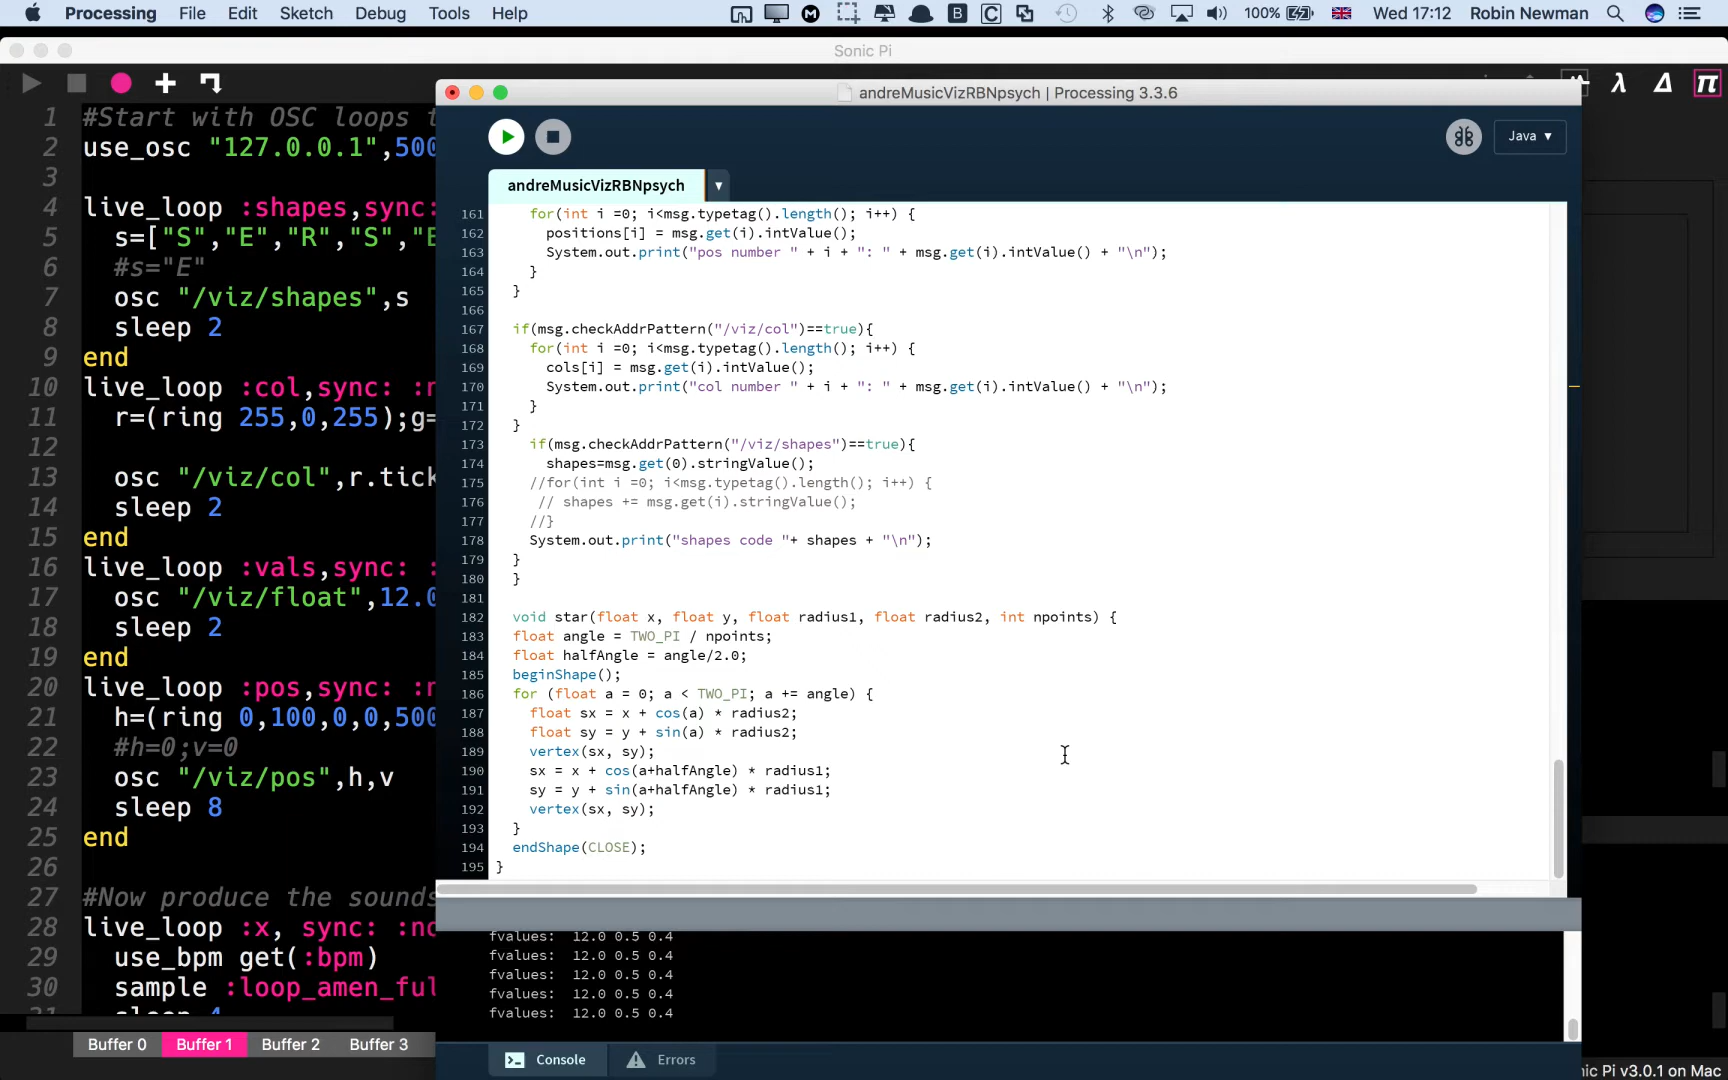 Processing File Edit Sketch Debug Tools Help 100% Wed 17:12 Robin Newman
Sonic Pi
1 #Start with OSC loops t
2 use_osc "127.0.0.1",500
3
4 live_loop :shapes,sync:
5 s=["S","E","R","S","E
6 #s="E"
7 osc "/viz/shapes",s
8 sleep 2
9 end
10 live_loop :col,sync: :n
11 r=(ring 255,0,255);g=
12
13 osc "/viz/col",r.tick
14 sleep 2
15 end
16 live_loop :vals,sync: :
17 osc "/viz/float",12.0
18 sleep 2
19 end
20 live_loop :pos,sync: :n
21 h=(ring 0,100,0,0,500
22 #h=0;v=0
23 osc "/viz/pos",h,v
24 sleep 8
25 end
26
27 #Now produce the sounds
28 live_loop :x, sync: :no
29 use_bpm get(:bpm)
30 sample :loop_amen_ful
31 sleep 4
Buffer 0 Buffer 1 Buffer 2 Buffer 3
andreMusicVizRBNpsych | Processing 3.3.6
Java ▾
andreMusicVizRBNpsych ▾
161 for(int i =0; i<msg.typetag().length(); i++) {
162 positions[i] = msg.get(i).intValue();
163 System.out.print("pos number " + i + ": " + msg.get(i).intValue() + "\n");
164 }
165 }
166
167 if(msg.checkAddrPattern("/viz/col")==true){
168 for(int i =0; i<msg.typetag().length(); i++) {
169 cols[i] = msg.get(i).intValue();
170 System.out.print("col number " + i + ": " + msg.get(i).intValue() + "\n");
171 }
172 }
173 if(msg.checkAddrPattern("/viz/shapes")==true){
174 shapes=msg.get(0).stringValue();
175 //for(int i =0; i<msg.typetag().length(); i++) {
176 // shapes += msg.get(i).stringValue();
177 //}
178 System.out.print("shapes code "+ shapes + "\n");
179 }
180 }
181
182 void star(float x, float y, float radius1, float radius2, int npoints) {
183 float angle = TWO_PI / npoints;
184 float halfAngle = angle/2.0;
185 beginShape();
186 for (float a = 0; a < TWO_PI; a += angle) {
187 float sx = x + cos(a) * radius2;
188 float sy = y + sin(a) * radius2;
189 vertex(sx, sy);
190 sx = x + cos(a+halfAngle) * radius1;
191 sy = y + sin(a+halfAngle) * radius1;
192 vertex(sx, sy);
193 }
194 endShape(CLOSE);
195 }
fvalues: 12.0 0.5 0.4
fvalues: 12.0 0.5 0.4
fvalues: 12.0 0.5 0.4
fvalues: 12.0 0.5 0.4
fvalues: 12.0 0.5 0.4
Console Errors
nic Pi v3.0.1 on Mac